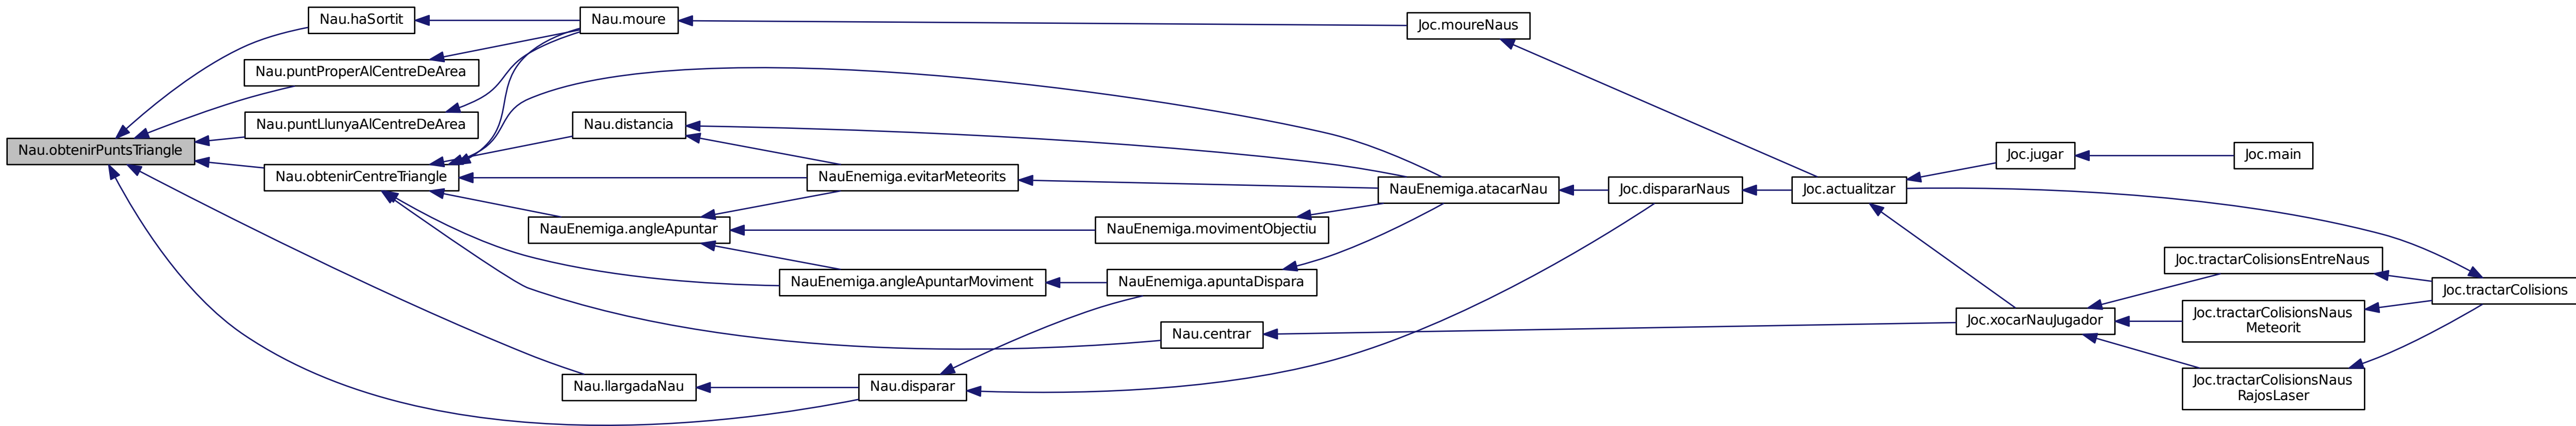 Nau.haSortit
Nau.moure
Joc.moureNaus
Nau.puntProperAlCentreDeArea
Nau.puntLlunyaAlCentreDeArea
Nau.distancia
Nau.obtenirPuntsTriangle
Joc.jugar
Joc.main
Nau.obtenirCentreTriangle
NauEnemiga.evitarMeteorits
NauEnemiga.atacarNau
Joc.dispararNaus
Joc.actualitzar
NauEnemiga.angleApuntar
NauEnemiga.movimentObjectiu
Joc.tractarColisionsEntreNaus
NauEnemiga.angleApuntarMoviment
NauEnemiga.apuntaDispara
Joc.tractarColisions
Joc.tractarColisionsNaus
Meteorit
Joc.xocarNauJugador
Nau.centrar
Nau.llargadaNau
Nau.disparar
Joc.tractarColisionsNaus
RajosLaser